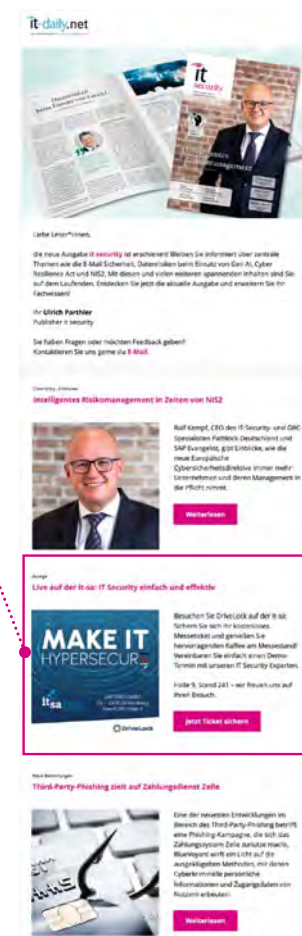 it-daily.net
it
security
Intelligentes
Risikomanagement
Liebe Leser*innen,
die neue Ausgabe it security ist erschienen! Bleiben Sie informiert über zentrale
Themen wie die E-Mail Sicherheit, Datenrisiken beim Einsatz von Gen AI, Cyber
Resilience Act und NIS2. Mit diesen und vielen weiteren spannenden Inhalten sind Sie
auf dem Laufenden. Entdecken Sie jetzt die aktuelle Ausgabe und erweitern Sie Ihr
Fachwissen!
Ihr Ulrich Parthier
Publisher it security
Sie haben Fragen oder möchten Feedback geben?
Kontaktieren Sie uns gerne via E-Mail.
Intelligentes Risikomanagement in Zeiten von NIS2
Ralf Kempf, CEO des IT-Security- und GRC-
Spezialisten Pathlock Deutschland und
SAP Evangelist, gibt Einblicke, wie die
neue Europäische
Cybersicherheitsdirektive immer mehr
Unternehmen und deren Management in
die Pflicht nimmt.
Weiterlesen
Anzeige
Live auf der it-sa: IT Security einfach und effektiv
MAKE IT
HYPERSECURE
itsa
DriveLock
Besuchen Sie DriveLock auf der it-sa:
Sichern Sie sich Ihr kostenloses
Messeticket und genießen Sie
hervorragenden Kaffee am Messestand!
Vereinbaren Sie einfach einen Demo-
Termin mit unseren IT Security Experten.
Halle 9, Stand 241 – wir freuen uns auf
Ihren Besuch.
Jetzt Ticket sichern
Third-Party-Phishing zielt auf Zahlungsdienst Zelle
Eine der neuesten Entwicklungen im
Bereich des Third-Party-Phishing betrifft
eine Phishing-Kampagne, die sich das
Zahlungssystem Zelle zunutze macht.
BlueVoyant wirft ein Licht auf die
ausgeklügelten Methoden, mit denen
Cyberkriminelle persönliche
Informationen und Zugangsdaten von
Nutzern erbeuten.
Weiterlesen